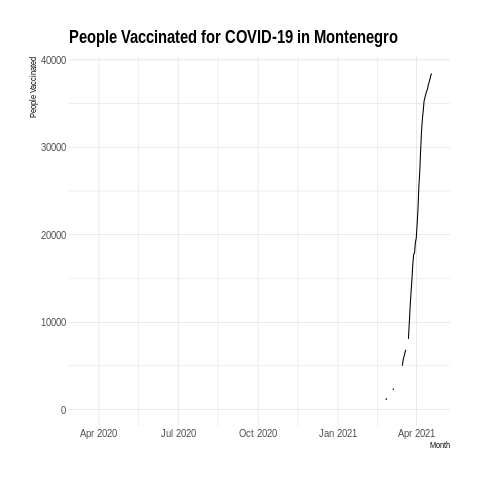 People Vaccinated for COVID-19 in Montenegro
People Vaccinated
40000
30000
20000
10000
0
Apr 2020 Jul 2020 Oct 2020 Jan 2021 Apr 2021
Month